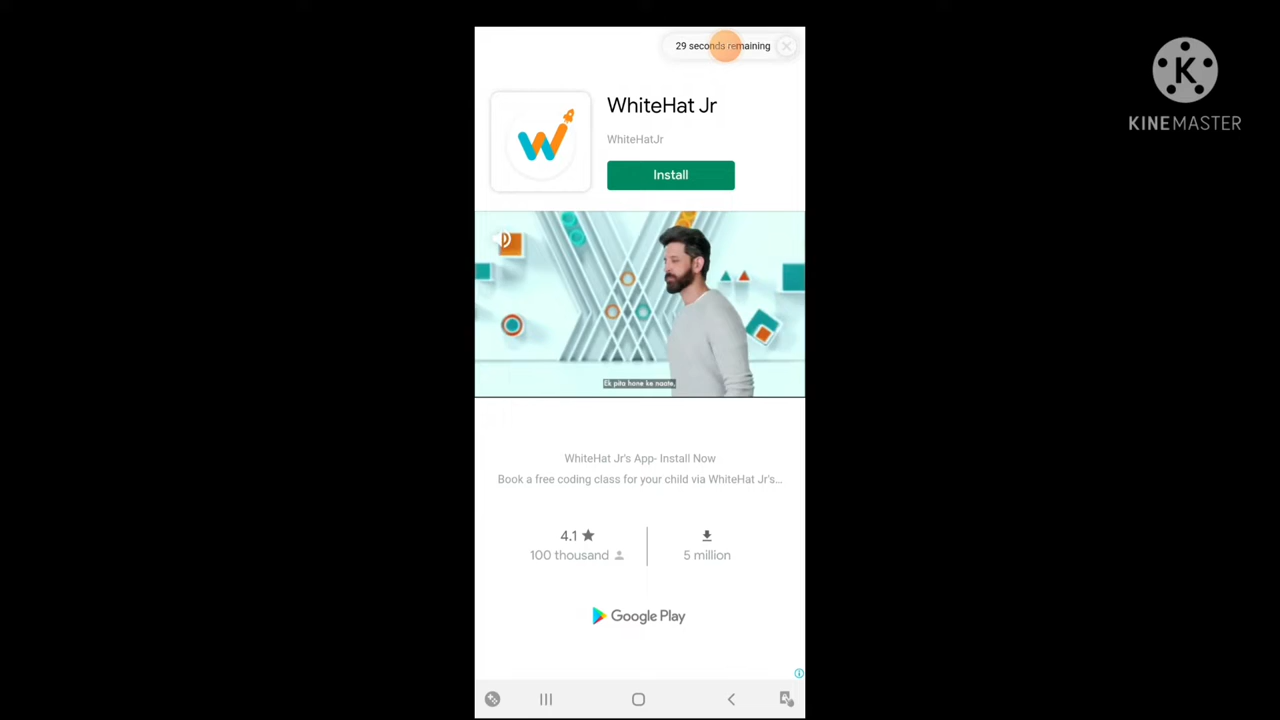 29 seconds remaining
WhiteHat Jr
WhiteHatJr
Install
Ek pita hone ke naate,
WhiteHat Jr's App- Install Now
Book a free coding class for your child via WhiteHat Jr's...
4.1
100 thousand
5 million
Google Play
K
KINEMASTER